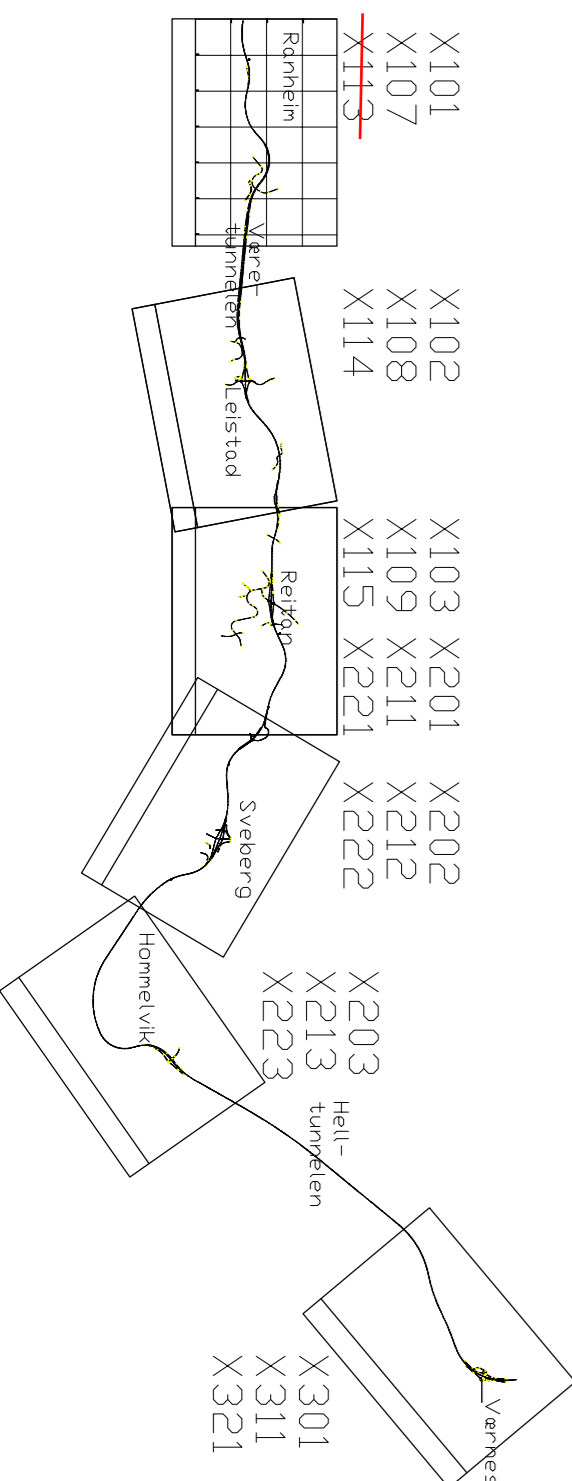 X101
X107
X113
Ranheim
Være-
tunnelen
X102
X108
X114
Leistad
X103
X109
X115
Reitan
X201
X211
X221
X202
X212
X222
Sveberg
X203
X213
X223
Hommelvik
Hell-
tunnelen
X301
X311
X321
Værnes